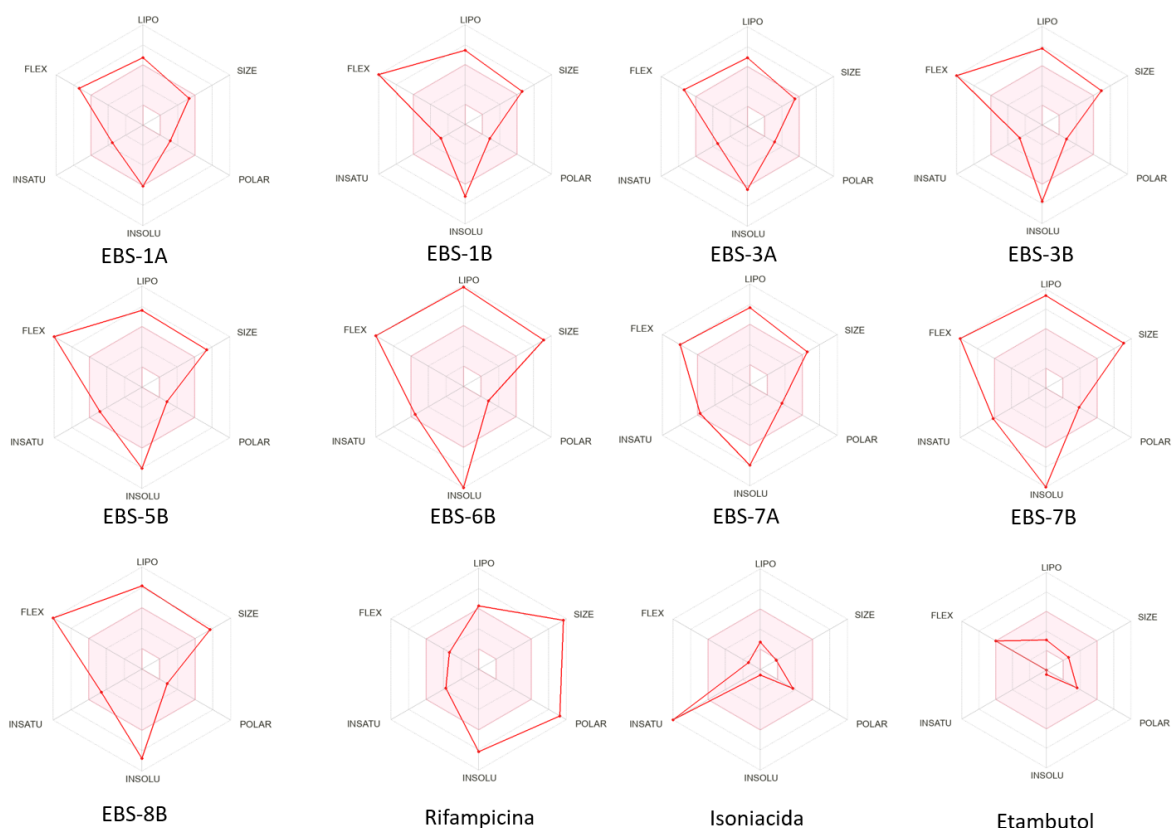 LIPO
FLEX
SIZE
INSATU
POLAR
INSOLU
EBS-1A
LIPO
FLEX
SIZE
INSATU
POLAR
INSOLU
EBS-1B
LIPO
FLEX
SIZE
INSATU
POLAR
INSOLU
EBS-3A
LIPO
FLEX
SIZE
INSATU
POLAR
INSOLU
EBS-3B
LIPO
FLEX
SIZE
INSATU
POLAR
INSOLU
EBS-5B
LIPO
FLEX
SIZE
INSATU
POLAR
INSOLU
EBS-6B
LIPO
FLEX
SIZE
INSATU
POLAR
INSOLU
EBS-7A
LIPO
FLEX
SIZE
INSATU
POLAR
INSOLU
EBS-7B
LIPO
FLEX
SIZE
INSATU
POLAR
INSOLU
EBS-8B
LIPO
FLEX
SIZE
INSATU
POLAR
INSOLU
Rifampicina
LIPO
FLEX
SIZE
INSATU
POLAR
INSOLU
Isoniacida
LIPO
FLEX
SIZE
INSATU
POLAR
INSOLU
Etambutol